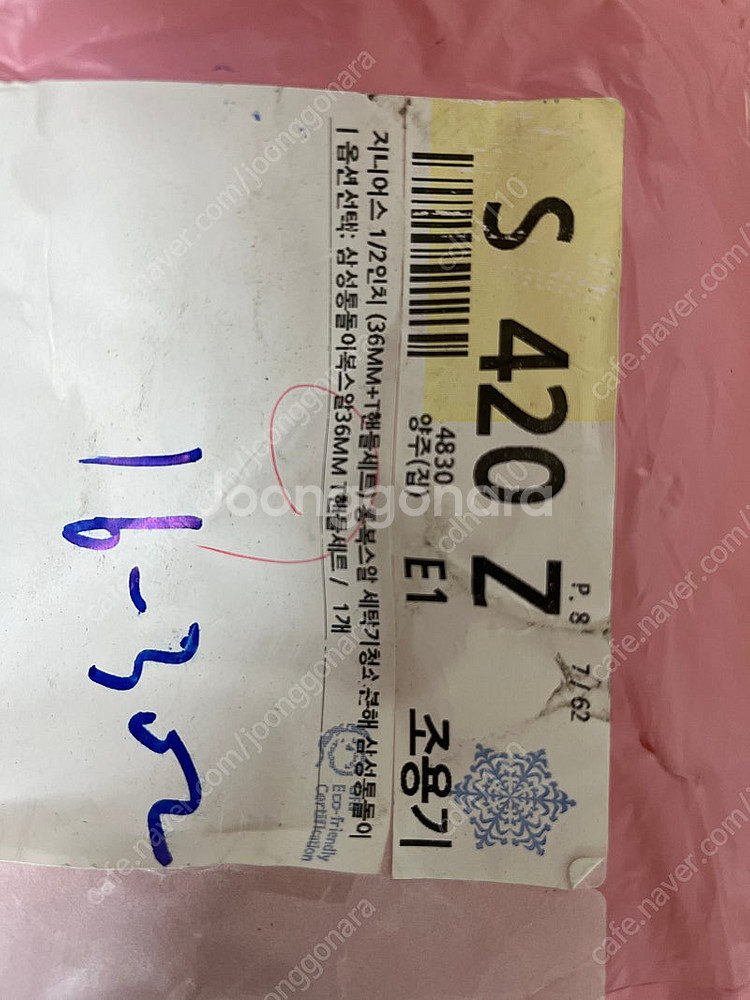 S 420 Z
P. 8 7/62
4830
양주(집)
E1
조용기
지니어스 1/2인치 (36MM+T핸들세트) 롱복스알 세탁기청소 분해 삼성통돌이
| 옵션선택: 삼성통돌이복스알36MM T핸들세트 / 1개
Eco-friendly
Certification
Joonggonara
cafe.naver.com/joonggonara